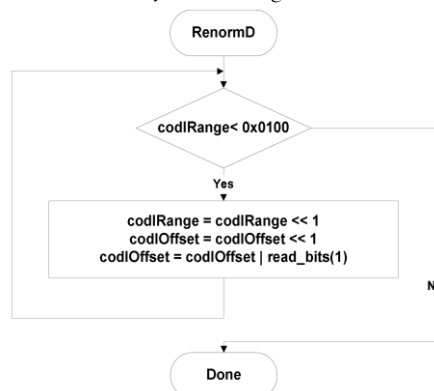 RenormD
codIRange< 0x0100
Yes
codIRange = codIRange << 1
codIOffset = codIOffset << 1
codIOffset = codIOffset | read_bits(1)
N
Done